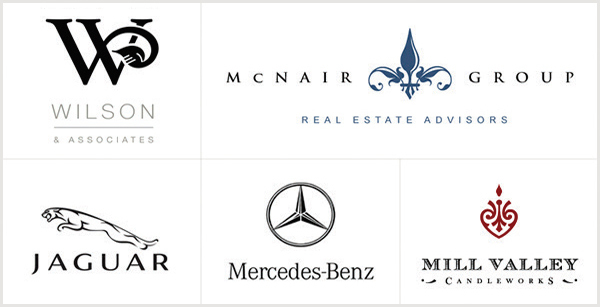 W
WILSON
& ASSOCIATES
MCNAIR GROUP
REAL ESTATE ADVISORS
JAGUAR
Mercedes-Benz
MILL VALLEY
CANDLEWORKS